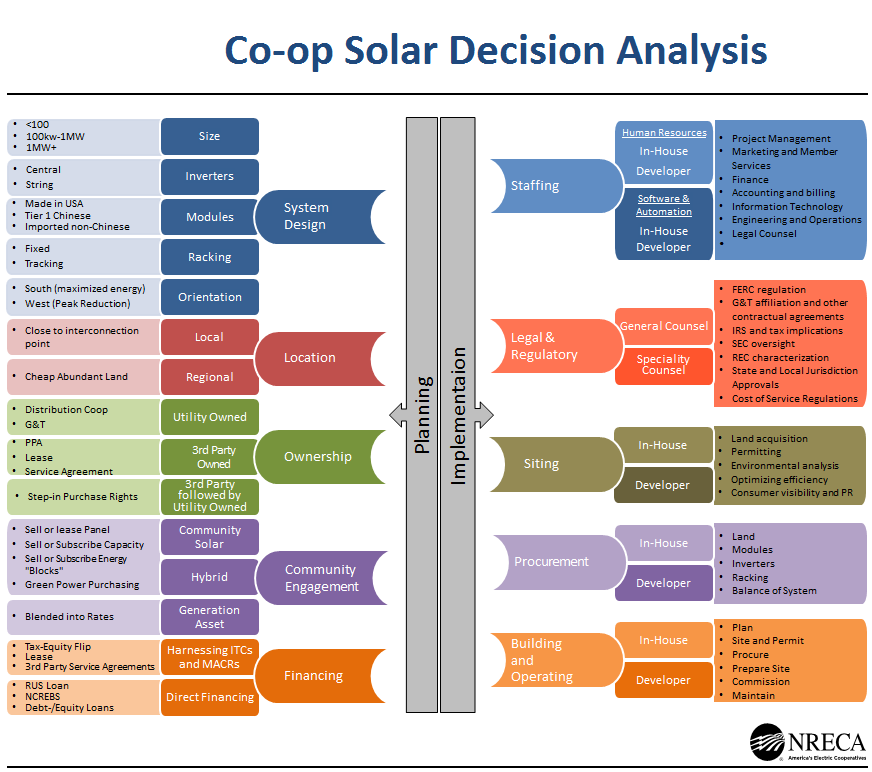 Co-op Solar Decision Analysis
• <100
• 100kw-1MW
• 1MW+
Size
• Central
• String
Inverters
• Made in USA
• Tier 1 Chinese
• Imported non-Chinese
Modules
• Fixed
• Tracking
Racking
• South (maximized energy)
• West (Peak Reduction)
Orientation
System
Design
• Close to interconnection
point
Local
• Cheap Abundant Land
Regional
Location
• Distribution Coop
• G&T
Utility Owned
• PPA
• Lease
• Service Agreement
3rd Party
Owned
• Step-in Purchase Rights
3rd Party
followed by
Utility Owned
Ownership
• Sell or lease Panel
• Sell or Subscribe Capacity
• Sell or Subscribe Energy
"Blocks"
• Green Power Purchasing
Community
Solar
Hybrid
• Blended into Rates
Generation
Asset
Community
Engagement
• Tax-Equity Flip
• Lease
• 3rd Party Service Agreements
Harnessing ITCs
and MACRs
• RUS Loan
• NCREBS
• Debt-/Equity Loans
Direct Financing
Financing
Planning
Implementaion
Staffing
Human Resources
In-House
Developer
Software &
Automation
In-House
Developer
• Project Management
• Marketing and Member
Services
• Finance
• Accounting and billing
• Information Technology
• Engineering and Operations
• Legal Counsel
•
Legal &
Regulatory
General Counsel
Speciality
Counsel
• FERC regulation
• G&T affiliation and other
contractual agreements
• IRS and tax implications
• SEC oversight
• REC characterization
• State and Local Jurisdiction
Approvals
• Cost of Service Regulations
Siting
In-House
Developer
• Land acquisition
• Permitting
• Environmental analysis
• Optimizing efficiency
• Consumer visibility and PR
Procurement
In-House
Developer
• Land
• Modules
• Inverters
• Racking
• Balance of System
Building
and
Operating
In-House
Developer
• Plan
• Site and Permit
• Procure
• Prepare Site
• Commission
• Maintain
NRECA
America's Electric Cooperatives